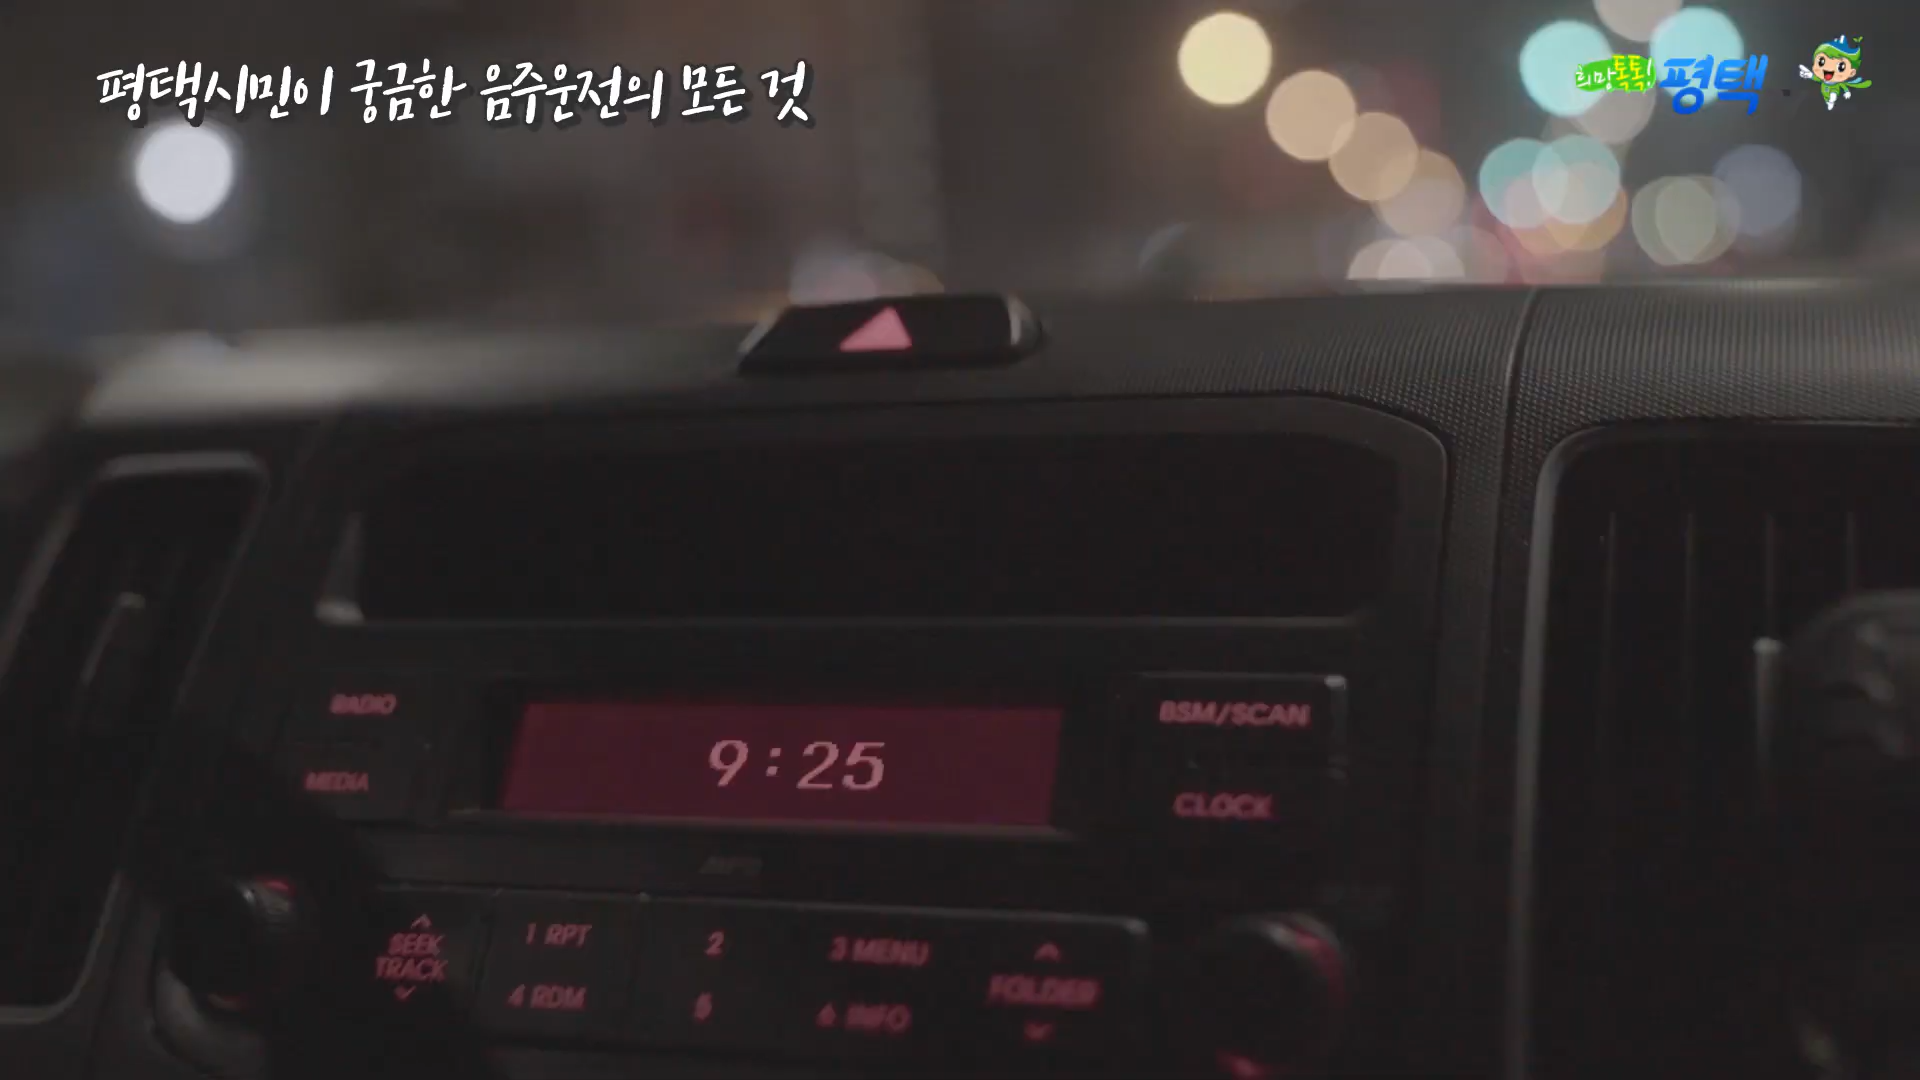 평택시민이 궁금한 음주운전의 모든 것
희망톡톡! 평택
RADIO
MEDIA
9:25
BSM/SCAN
CLOCK
SEEK
TRACK
1 RPT
2
3 MENU
4 RDM
5
6 INFO
FOLDER